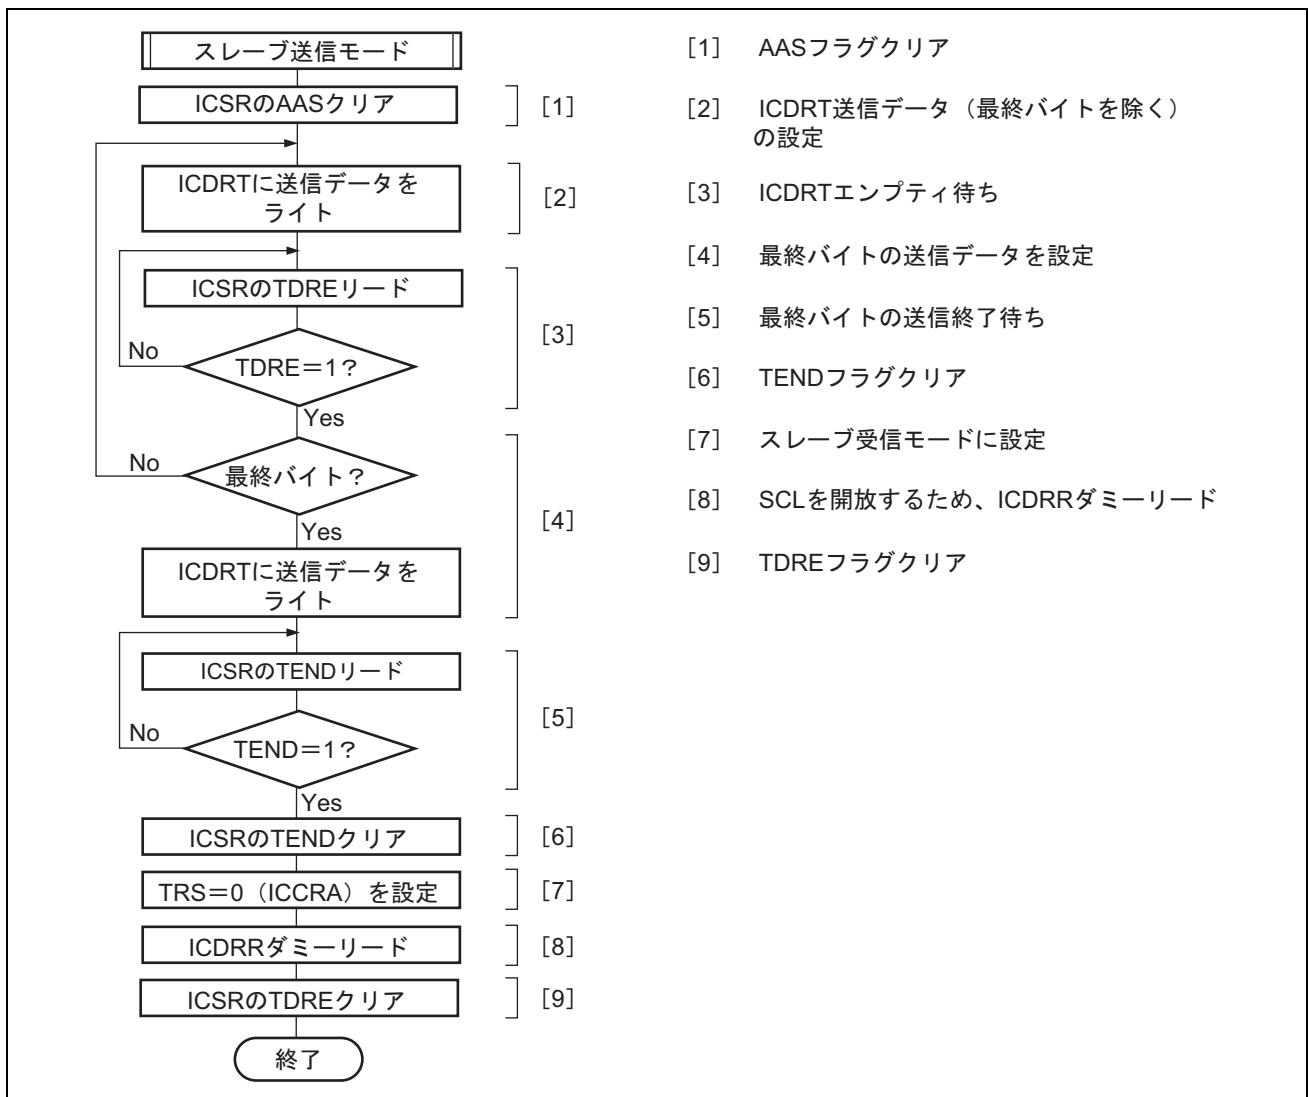 スレーブ送信モード
ICSRのAASクリア
[1]
ICDRTに送信データを
ライト
[2]
ICSRのTDREリード
[3]
No
TDRE＝1？
Yes
No
最終バイト？
[4]
Yes
ICDRTに送信データを
ライト
ICSRのTENDリード
[5]
No
TEND＝1？
Yes
ICSRのTENDクリア
[6]
TRS＝0（ICCRA）を設定
[7]
ICDRRダミーリード
[8]
ICSRのTDREクリア
[9]
終了
[1] AASフラグクリア
[2] ICDRT送信データ（最終バイトを除く）
の設定
[3] ICDRTエンプティ待ち
[4] 最終バイトの送信データを設定
[5] 最終バイトの送信終了待ち
[6] TENDフラグクリア
[7] スレーブ受信モードに設定
[8] SCLを開放するため、ICDRRダミーリード
[9] TDREフラグクリア